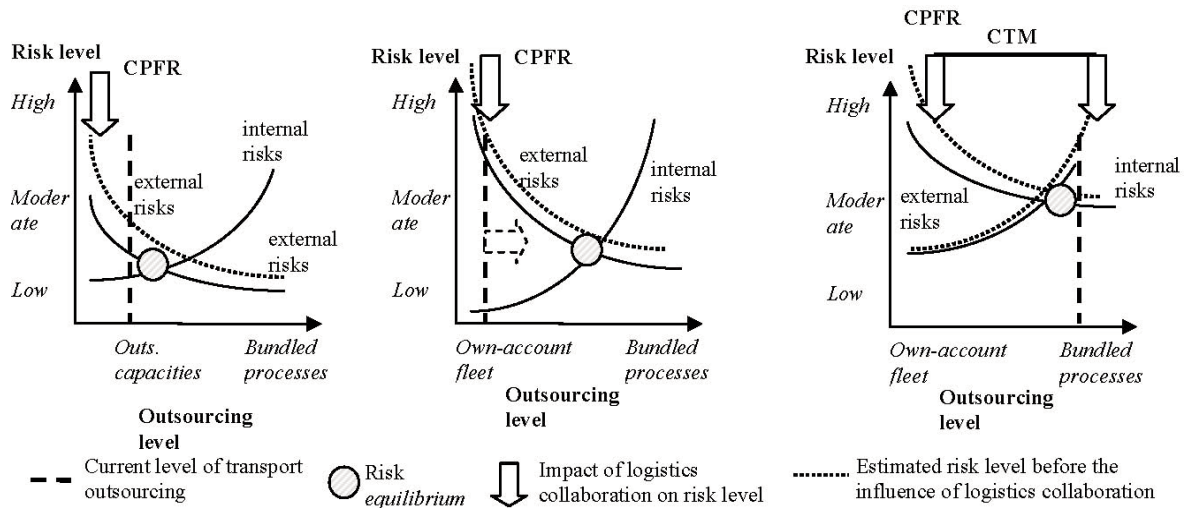 Risk level
CPFR
High
Moder
ate
Low
internal
risks
external
risks
external
risks
Outs.
capacities
Bundled
processes
Outsourcing
level
Risk level
CPFR
High
Moder
ate
Low
external
risks
internal
risks
Own-account
fleet
Bundled
processes
Outsourcing
level
CPFR
CTM
Risk level
High
Moder
ate
Low
external
risks
internal
risks
Own-account
fleet
Bundled
processes
Outsourcing
level
Current level of transport
outsourcing
Risk
equilibrium
Impact of logistics
collaboration on risk level
Estimated risk level before the
influence of logistics collaboration